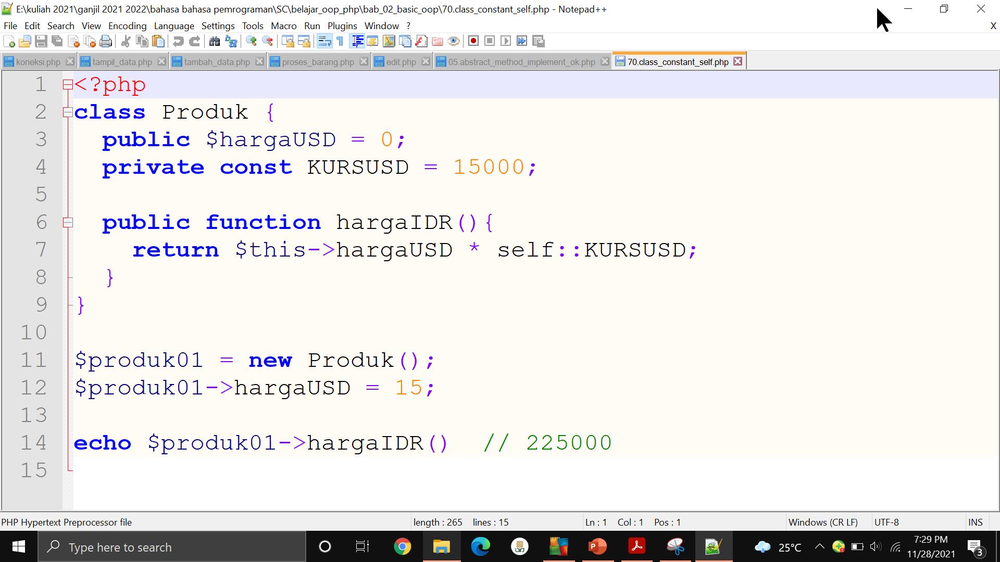 E:\kuliah 2021\ganjil 2021 2022\bahasa bahasa pemrograman\SC\belajar_oop_php\bab_02_basic_oop\70.class_constant_self.php - Notepad++
File Edit Search View Encoding Language Settings Tools Macro Run Plugins Window ? X
koneksi.php tampil_data.php tambah_data.php proses_barang.php edit.php 05.abstract_method_implement_ok.php 70.class_constant_self.php
1 <?php
2 class Produk {
3   public $hargaUSD = 0;
4   private const KURSUSD = 15000;
5
6   public function hargaIDR(){
7     return $this->hargaUSD * self::KURSUSD;
8   }
9 }
10
11 $produk01 = new Produk();
12 $produk01->hargaUSD = 15;
13
14 echo $produk01->hargaIDR()  // 225000
15
PHP Hypertext Preprocessor file length : 265 lines : 15 Ln : 1 Col : 1 Pos : 1 Windows (CR LF) UTF-8 INS
Type here to search 25°C 7:29 PM
11/28/2021 3